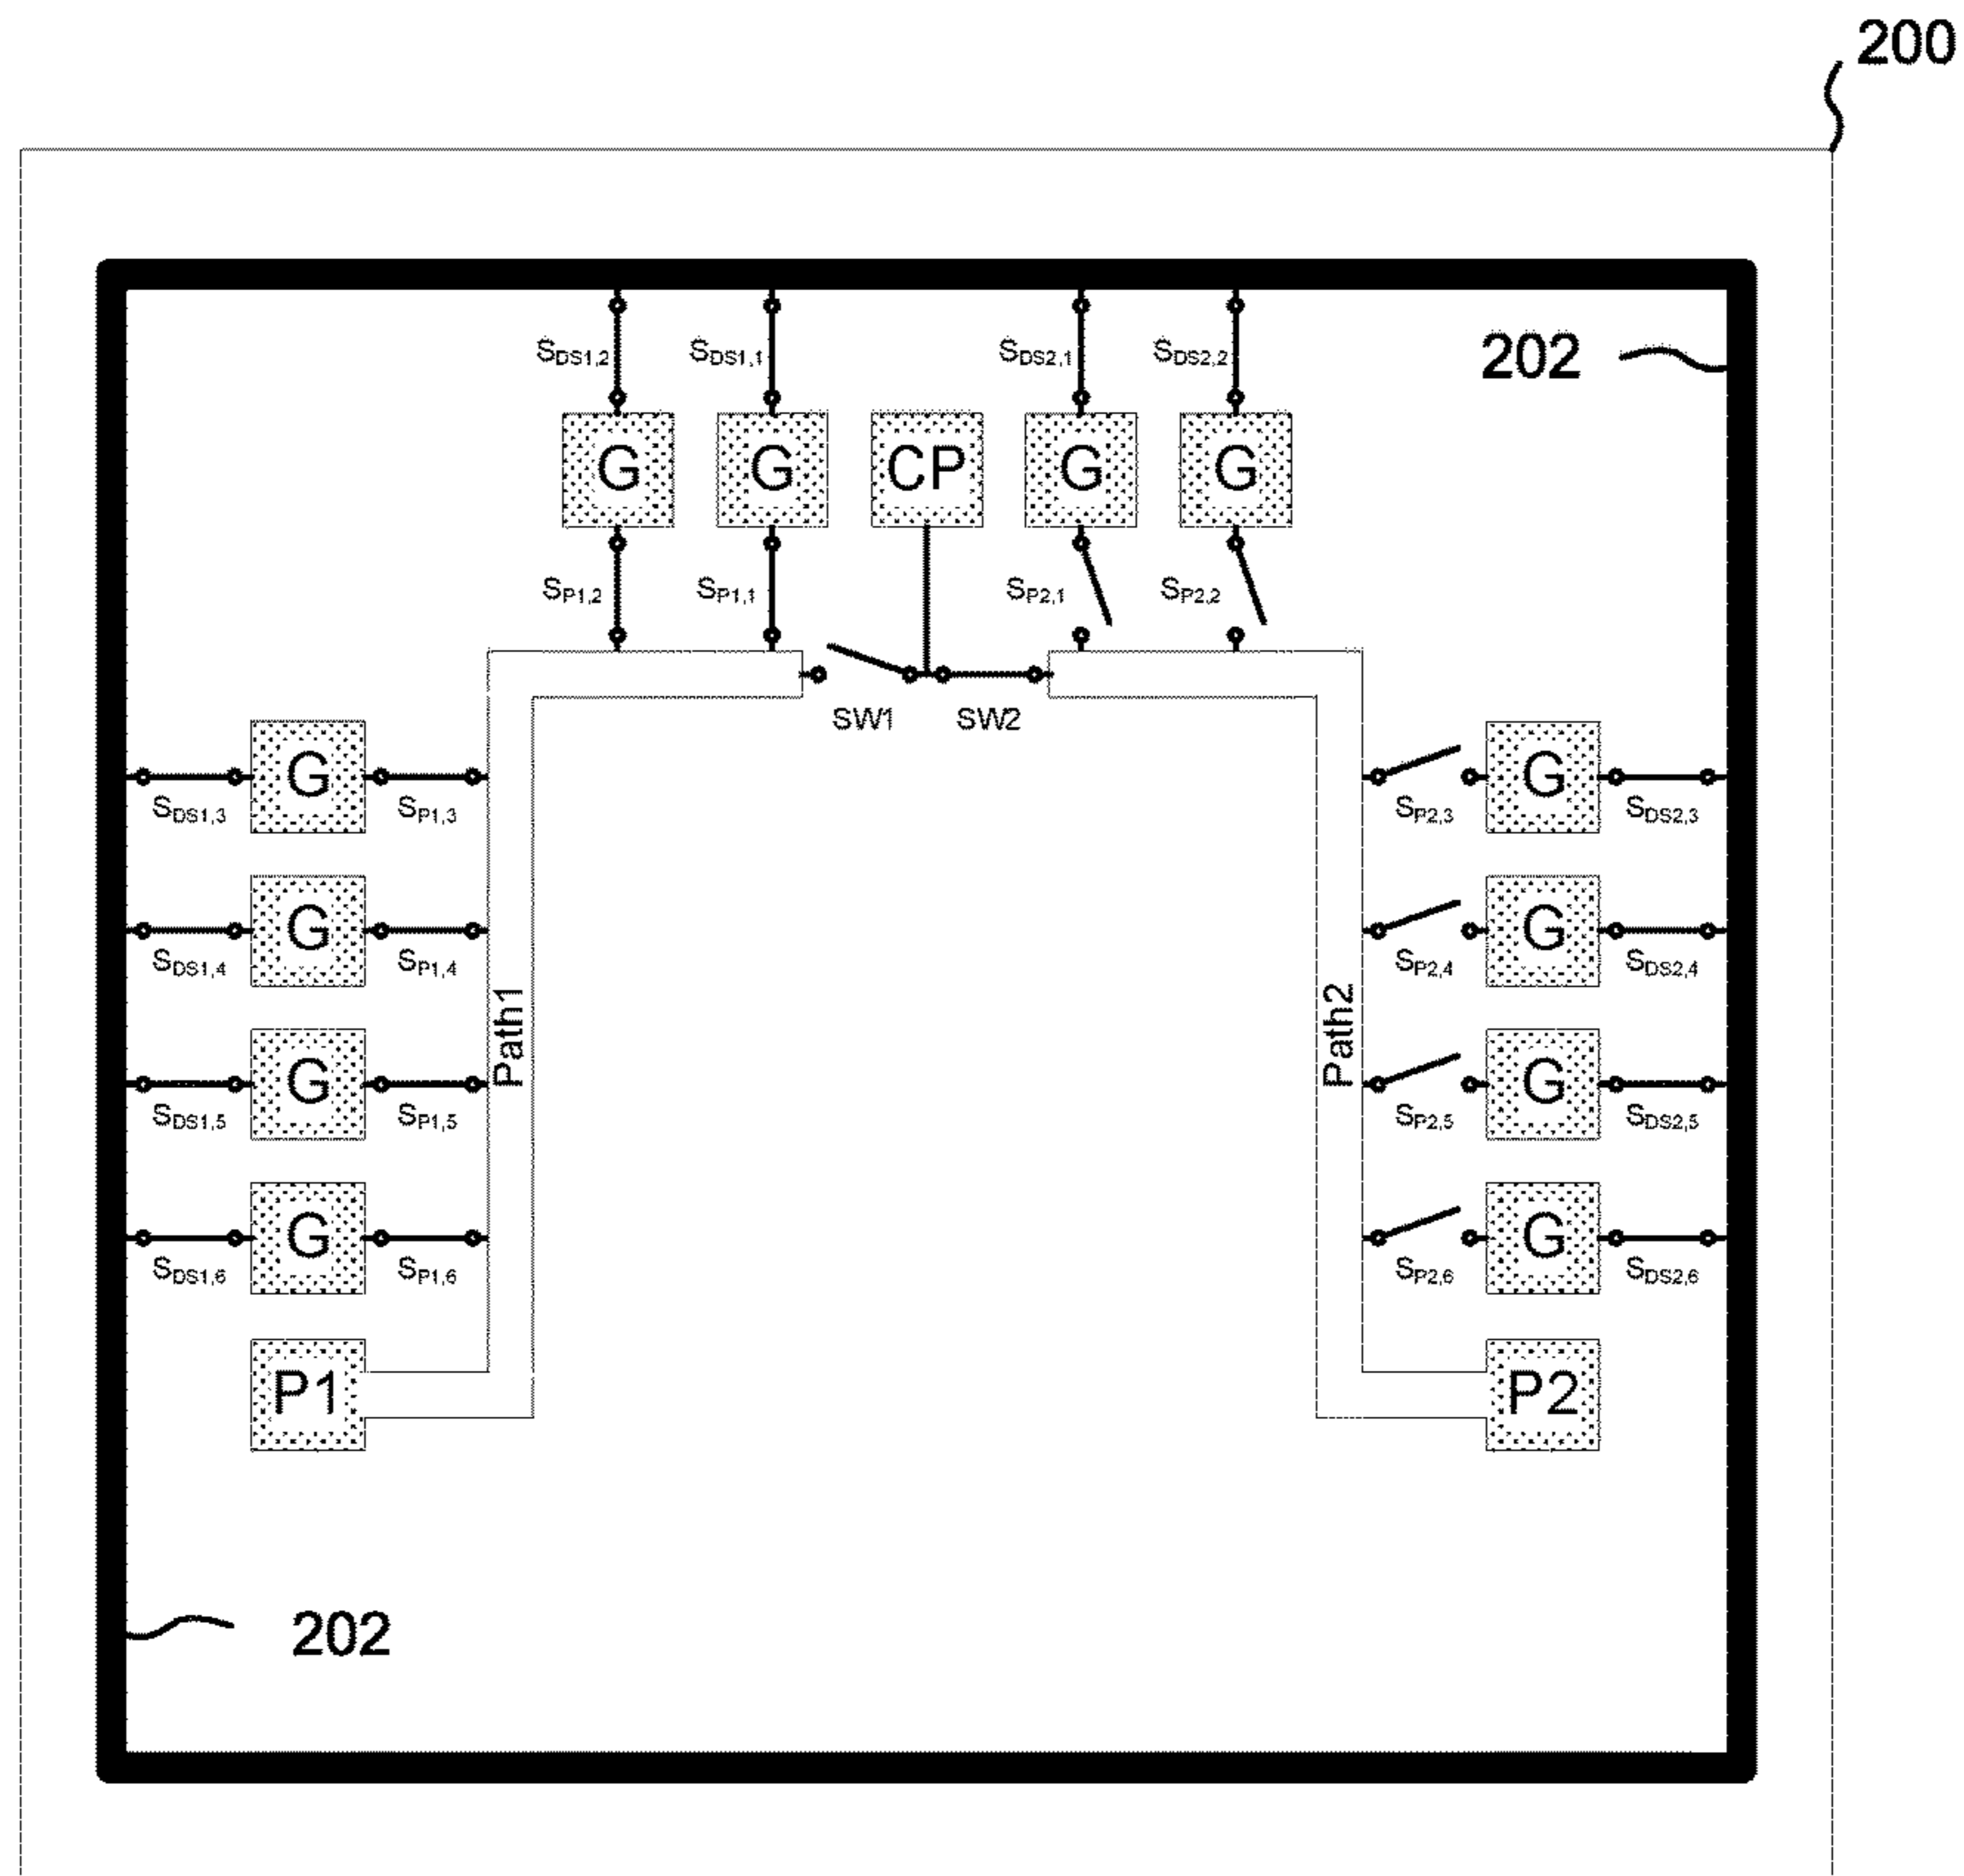 200
202
SDS1,2 SDS1,1 SDS2,1 SDS2,2
G G CP G G
SP1,2 SP1,1 SP2,1 SP2,2
SW1 SW2
G G
SDS1,3 SP1,3 SP2,3 SDS2,3
G G
SDS1,4 SP1,4 SP2,4 SDS2,4
Path1 Path2
G G
SDS1,5 SP1,5 SP2,5 SDS2,5
G G
SDS1,6 SP1,6 SP2,6 SDS2,6
P1 P2
202